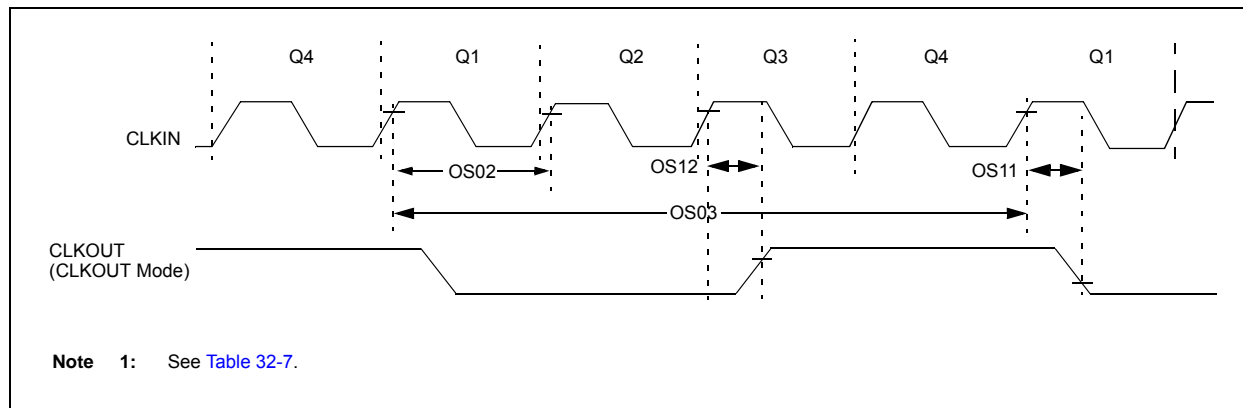 Q4 Q1 Q2 Q3 Q4 Q1
CLKIN
OS02
OS12
OS11
OS03
CLKOUT
(CLKOUT Mode)
Note 1: See Table 32-7.